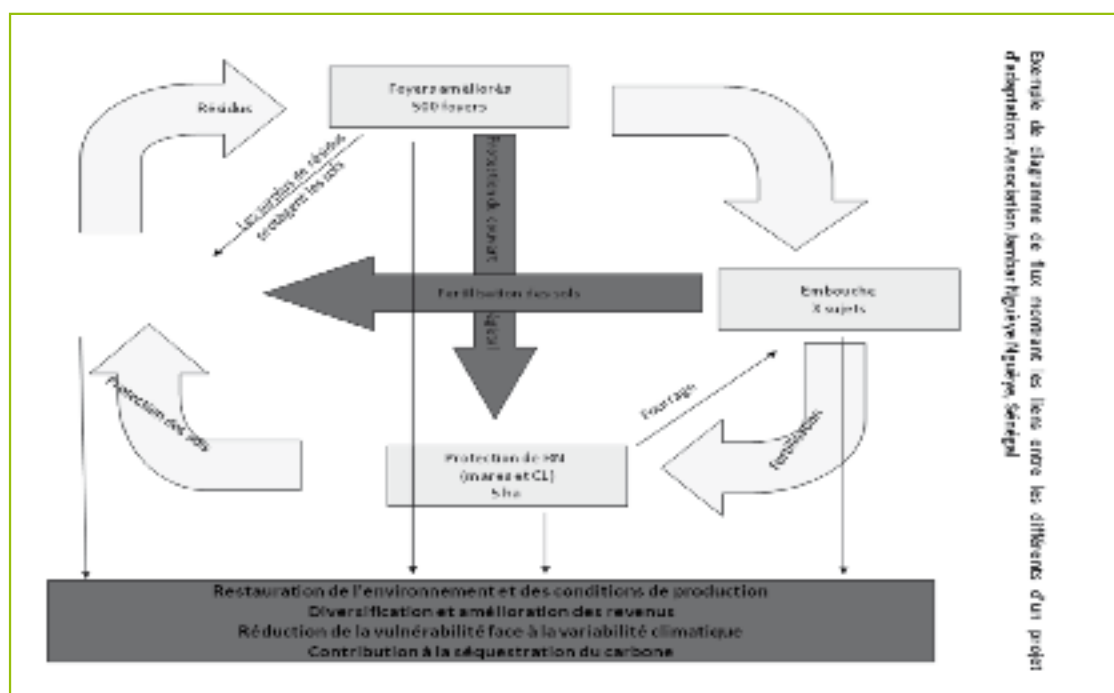 Foyers améliorés
500 foyers
Résidus
Les surplus de résidus
protègent les sols
Protection du couvert végétal
Fertilisation des sols
Embouche
X sujets
Protection des sols
Fourrage
Fertilisation
Protection de RN
(mares et CL)
5 ha
Restauration de l'environnement et des conditions de production
Diversification et amélioration des revenus
Réduction de la vulnérabilité face à la variabilité climatique
Contribution à la séquestration du carbone
Exemple de diagramme de flux montrant les liens entre les différents d'un projet
d'adaptation Association Jambar Nguèye Nguèye, Sénégal